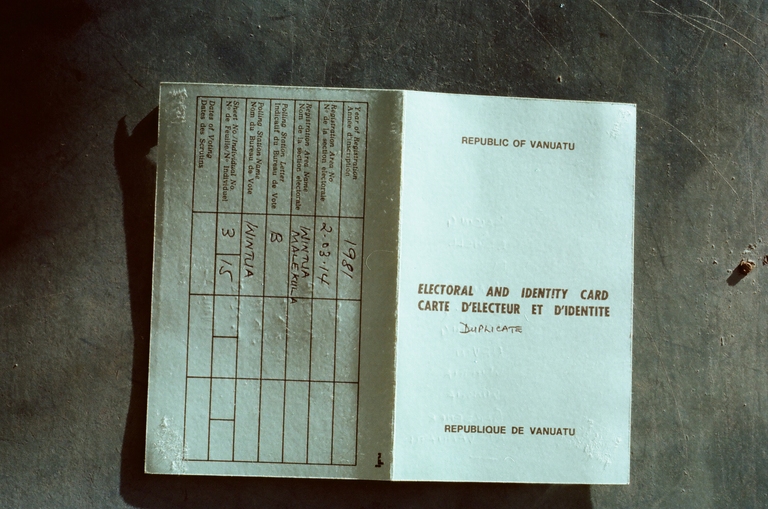 REPUBLIC OF VANUATU
ELECTORAL AND IDENTITY CARD
CARTE D'ELECTEUR ET D'IDENTITE
DUPLICATE
REPUBLIQUE DE VANUATU
Year of Registration
Année d'inscription
1981
Registration Area No
N° de la section électorale
2-03-14
Registration Area Name
Nom de la section electorale
WINTUA
MALEKULA
Polling Station Letter
Indicatif du Bureau de Vote
B
Polling Station Name
Nom du Bureau de Vote
WINTUA
Sheet No./Individual No.
N° de Feuille/N° Individuel
3 15
Dates of Voting
Dates des Scrutins